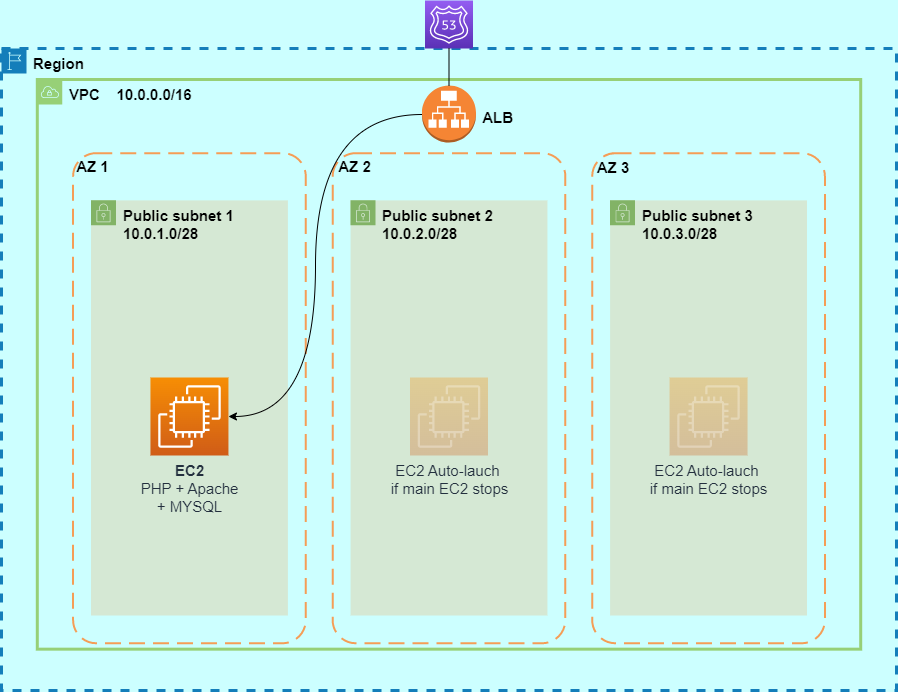 53
Region
VPC 10.0.0.0/16
ALB
AZ 1
AZ 2
AZ 3
Public subnet 1
10.0.1.0/28
Public subnet 2
10.0.2.0/28
Public subnet 3
10.0.3.0/28
EC2
PHP + Apache
+ MYSQL
EC2 Auto-lauch
if main EC2 stops
EC2 Auto-lauch
if main EC2 stops